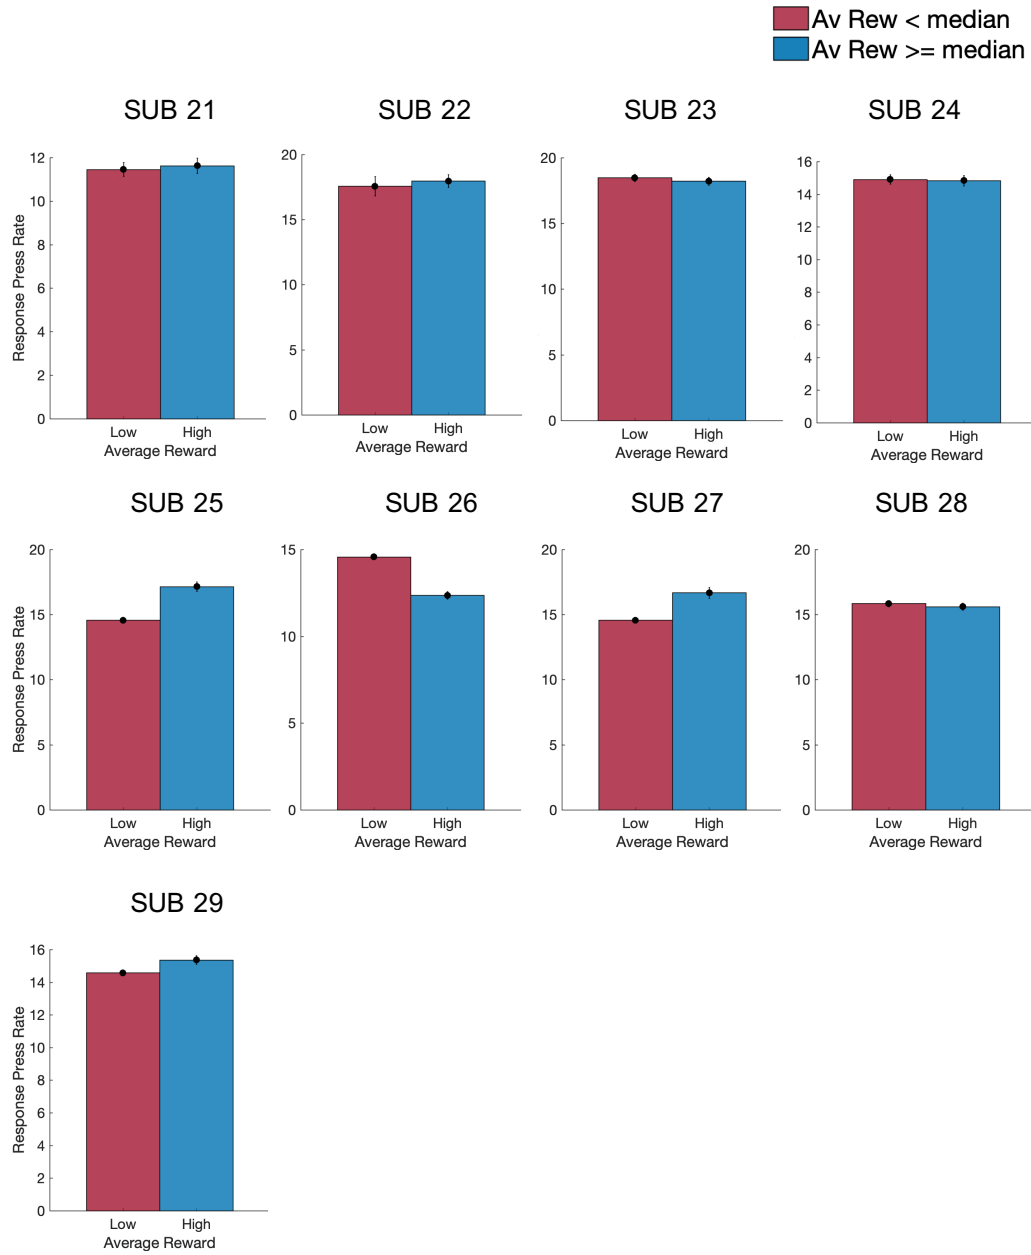 Av Rew < median
Av Rew >= median
SUB 21
SUB 22
SUB 23
SUB 24
Response Press Rate
12
10
8
6
4
2
0
Low High
Average Reward
20
15
10
5
0
Low High
Average Reward
20
15
10
5
0
Low High
Average Reward
16
14
12
10
8
6
4
2
0
Low High
Average Reward
SUB 25
SUB 26
SUB 27
SUB 28
Response Press Rate
20
15
10
5
0
Low High
Average Reward
15
10
5
0
Low High
Average Reward
20
15
10
5
0
Low High
Average Reward
20
15
10
5
0
Low High
Average Reward
SUB 29
Response Press Rate
16
14
12
10
8
6
4
2
0
Low High
Average Reward